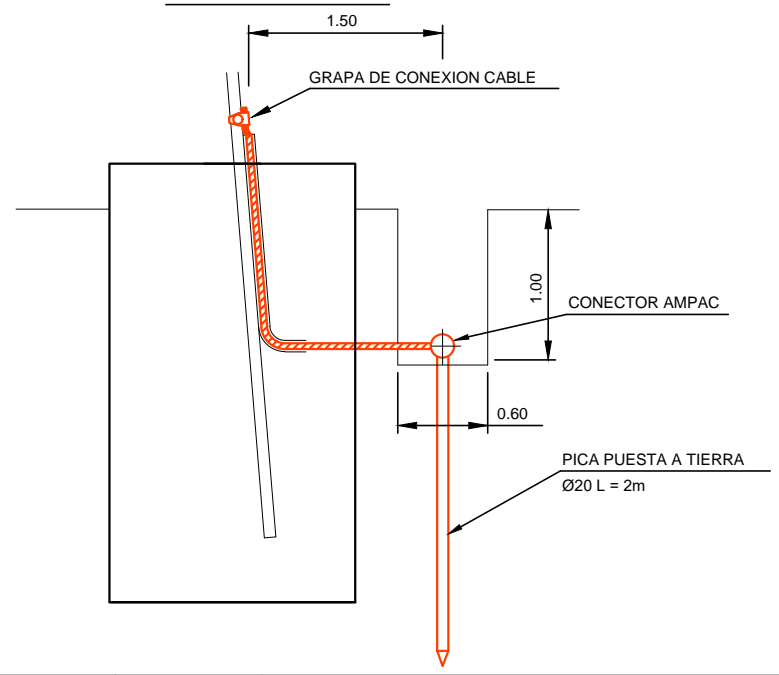 1.50
GRAPA DE CONEXION CABLE
1.00
CONECTOR AMPAC
0.60
PICA PUESTA A TIERRA
Ø20 L = 2m